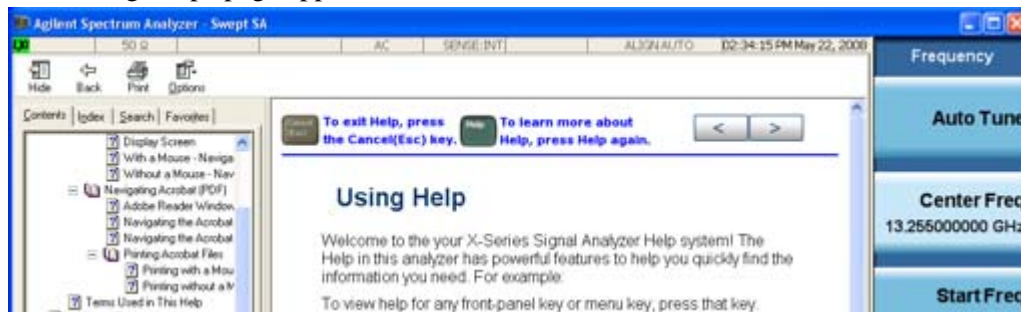 Agilent Spectrum Analyzer - Swept SA
50 Ω AC SENSE:INT ALIGN AUTO 02:34:15 PM May 22, 2008
Frequency
Hide Back Print Options
Contents Index Search Favorites
Display Screen
With a Mouse - Naviga
Without a Mouse - Nav
Navigating Acrobat (PDF)
Adobe Reader Window
Navigating the Acrobat
Navigating the Acrobat
Printing Acrobat Files
Printing with a Mou
Printing without a M
Terms Used in This Help
To exit Help, press
the Cancel(Esc) key.
Help
To learn more about
Help, press Help again.
< >
Using Help
Welcome to the your X-Series Signal Analyzer Help system! The
Help in this analyzer has powerful features to help you quickly find the
information you need. For example:
To view help for any front-panel key or menu key, press that key.
Auto Tune
Center Freq
13.255000000 GHz
Start Freq